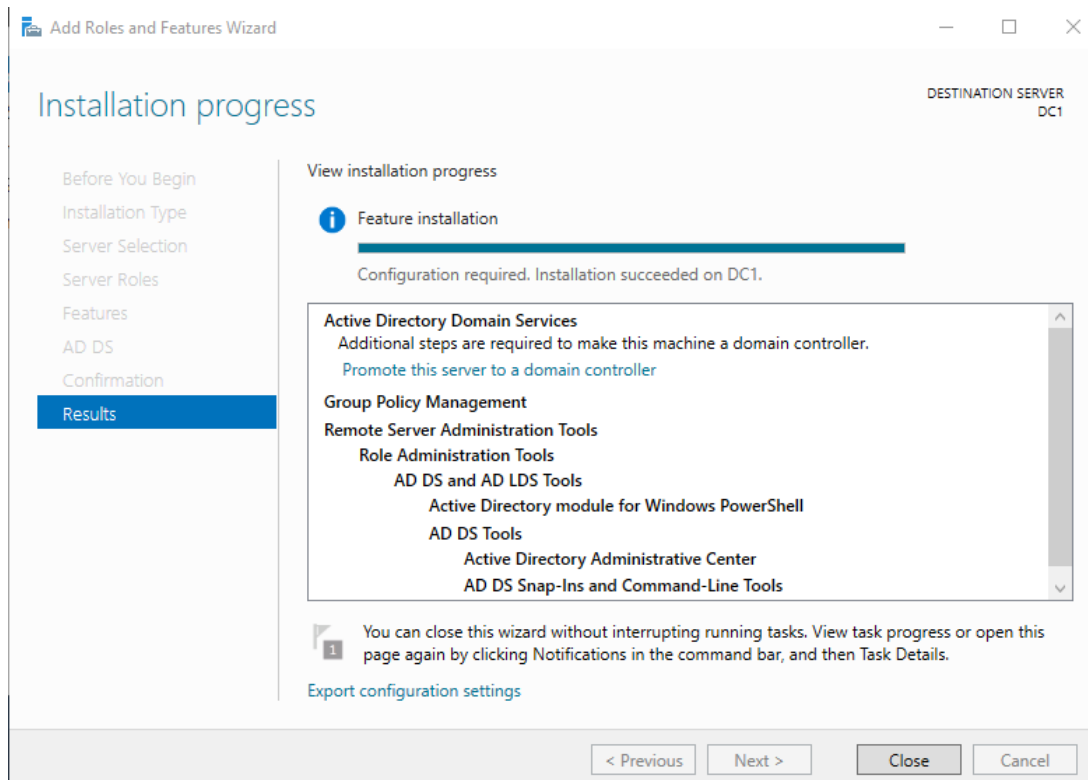 Add Roles and Features Wizard
Installation progress
DESTINATION SERVER
DC1
Before You Begin
Installation Type
Server Selection
Server Roles
Features
AD DS
Confirmation
Results
View installation progress
Feature installation
Configuration required. Installation succeeded on DC1.
Active Directory Domain Services
Additional steps are required to make this machine a domain controller.
Promote this server to a domain controller
Group Policy Management
Remote Server Administration Tools
Role Administration Tools
AD DS and AD LDS Tools
Active Directory module for Windows PowerShell
AD DS Tools
Active Directory Administrative Center
AD DS Snap-Ins and Command-Line Tools
1
You can close this wizard without interrupting running tasks. View task progress or open this
page again by clicking Notifications in the command bar, and then Task Details.
Export configuration settings
< Previous
Next >
Close
Cancel